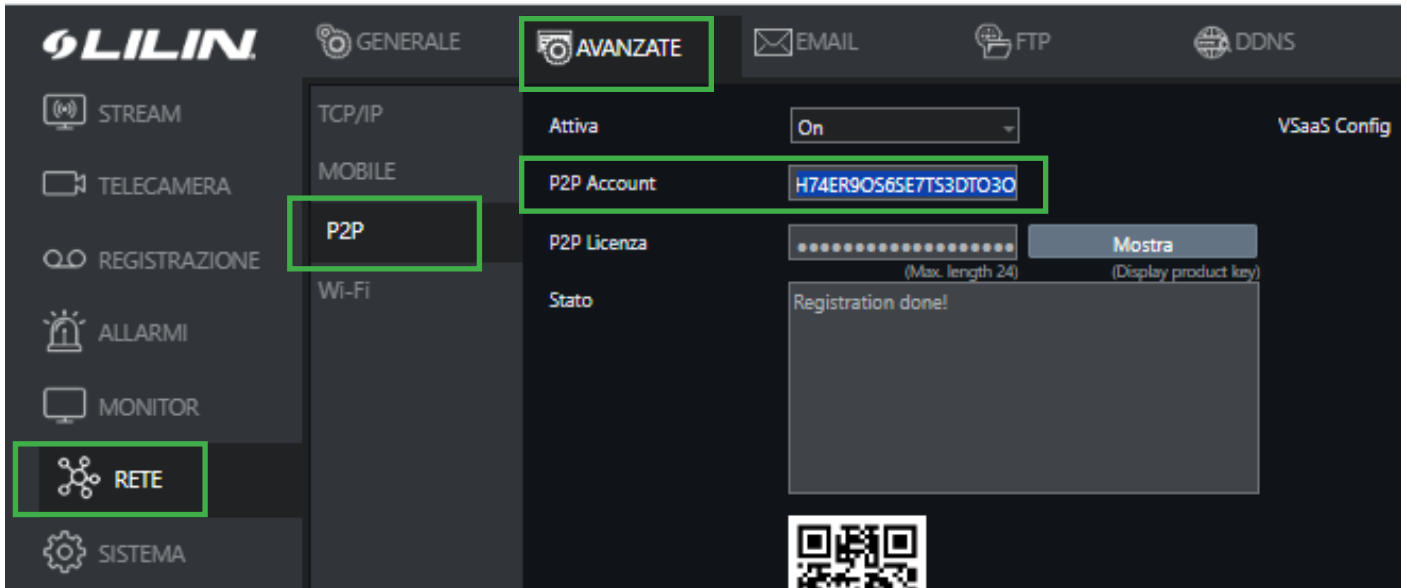 LILIN
GENERALE
AVANZATE
EMAIL
FTP
DDNS
STREAM
TELECAMERA
REGISTRAZIONE
ALLARMI
MONITOR
RETE
SISTEMA
TCP/IP
MOBILE
P2P
Wi-Fi
Attiva
On
VSaaS Config
P2P Account
H74ER9OS6SE7TS3DTO3O
P2P Licenza
Mostra
(Max. length 24)
(Display product key)
Stato
Registration done!